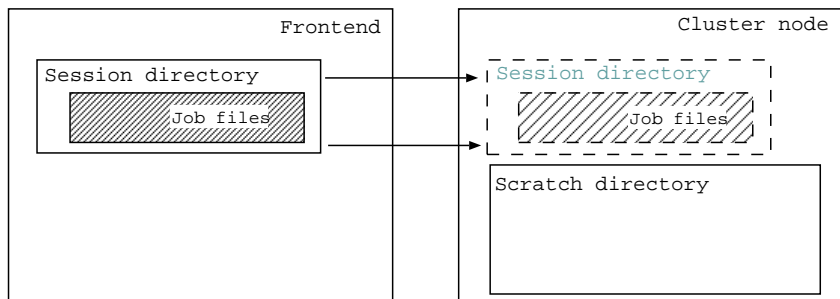 Frontend
Session directory
Job files
Cluster node
Session directory
Job files
Scratch directory